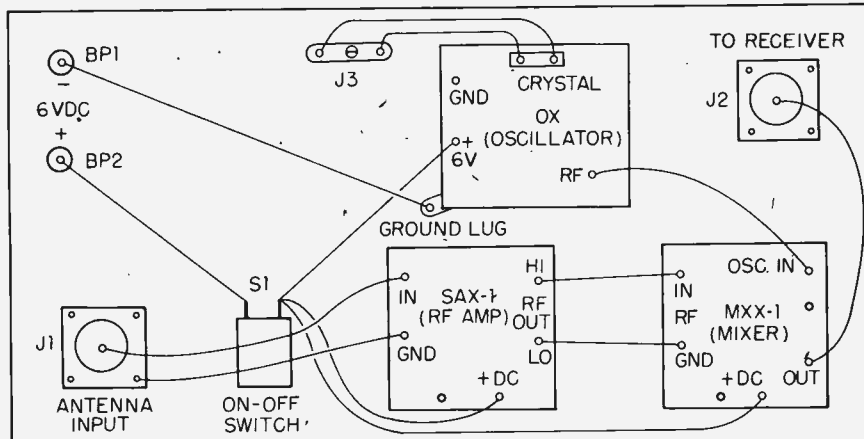 BP1
-
6VDC
+
BP2
J3
CRYSTAL
GND
OX
(OSCILLATOR)
+
6V
RF
TO RECEIVER
J2
GROUND LUG
S1
J1
ANTENNA
INPUT
ON-OFF
SWITCH
HI
IN
SAX-1
(RF AMP)
RF
OUT
GND
LO
+DC
OSC. IN
IN
RF
MXX-1
(MIXER)
GND
+DC
OUT